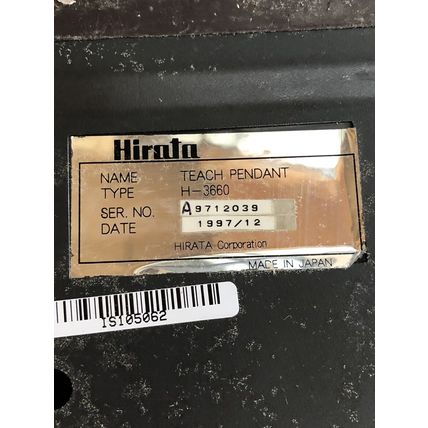 Hirata
NAME TEACH PENDANT
TYPE H-3660
SER. NO. A9712039
DATE 1997/12
HIRATA Corporation
MADE IN JAPAN
IS105062